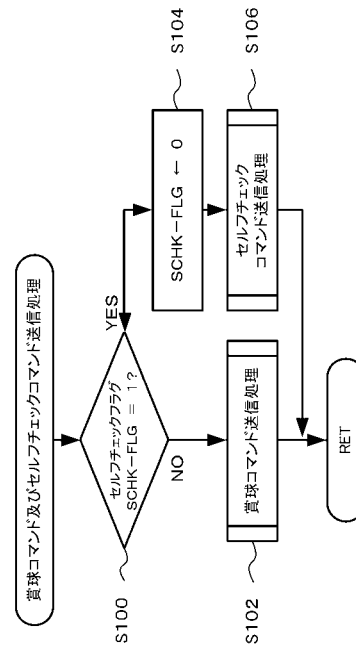 賞球コマンド及びセルフチェックコマンド送信処理
セルフチェックフラグ
SCHK-FLG = 1?
S100
YES
NO
SCHK-FLG ← 0
S104
賞球コマンド送信処理
S102
セルフチェック
コマンド送信処理
S106
RET